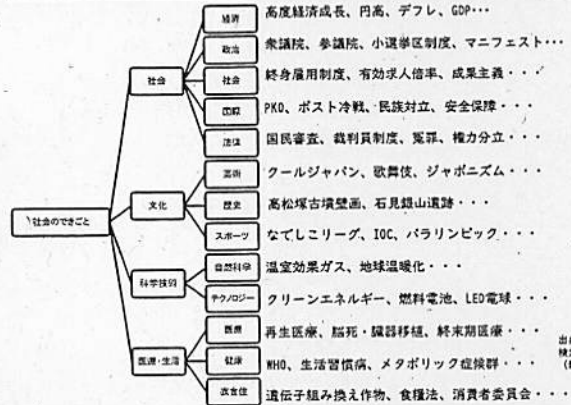 経済 高度経済成長、円高、デフレ、GDP・・・
政治 衆議院、参議院、小選挙区制度、マニフェスト・・・
社会
社会 終身雇用制度、有効求人倍率、成果主義・・・
国際 PKO、ポスト冷戦、民族対立、安全保障・・・
法律 国民審査、裁判員制度、冤罪、権力分立・・・
芸術 クールジャパン、歌舞伎、ジャポニズム・・・
社会のできごと
文化
歴史 高松塚古墳壁画、石見銀山遺跡・・・
スポーツ なでしこリーグ、IOC、パラリンピック・・・
自然科学 温室効果ガス、地球温暖化・・・
科学技術
テクノロジー クリーンエネルギー、燃料電池、LED電球・・・
医療 再生医療、脳死・臓器移植、終末期医療・・・
医療・生活
健康 WHO、生活習慣病、メタボリック症候群・・・
衣食住 遺伝子組み換え作物、食糧法、消費者委員会・・・